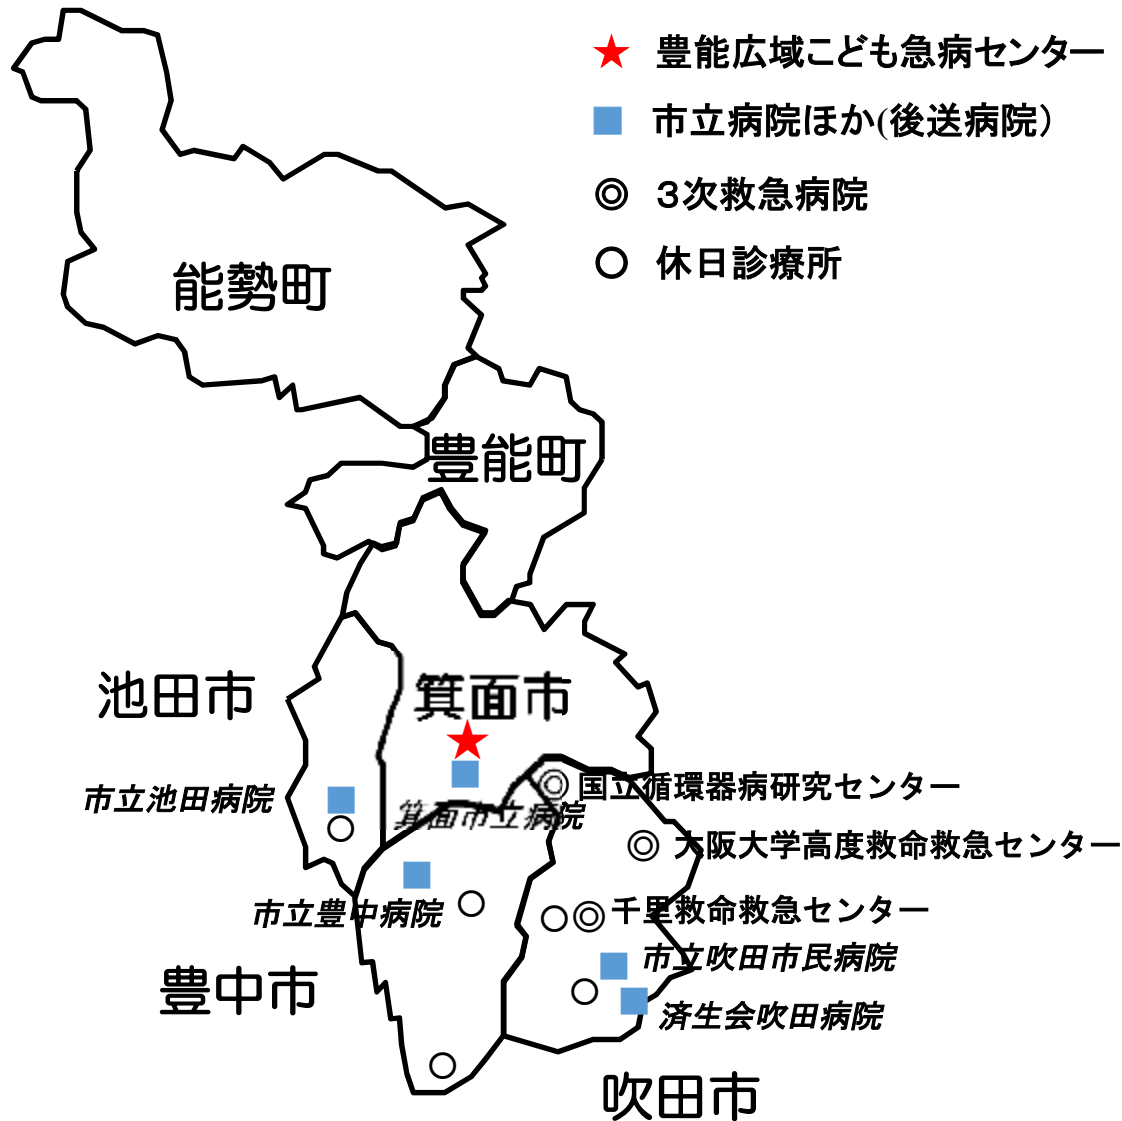 豊能広域こども急病センター
市立病院ほか(後送病院）
３次救急病院
休日診療所
能勢町
豊能町
池田市
箕面市
市立池田病院
国立循環器病研究センター
箕面市立病院
大阪大学高度救命救急センター
市立豊中病院
千里救命救急センター
市立吹田市民病院
豊中市
済生会吹田病院
吹田市